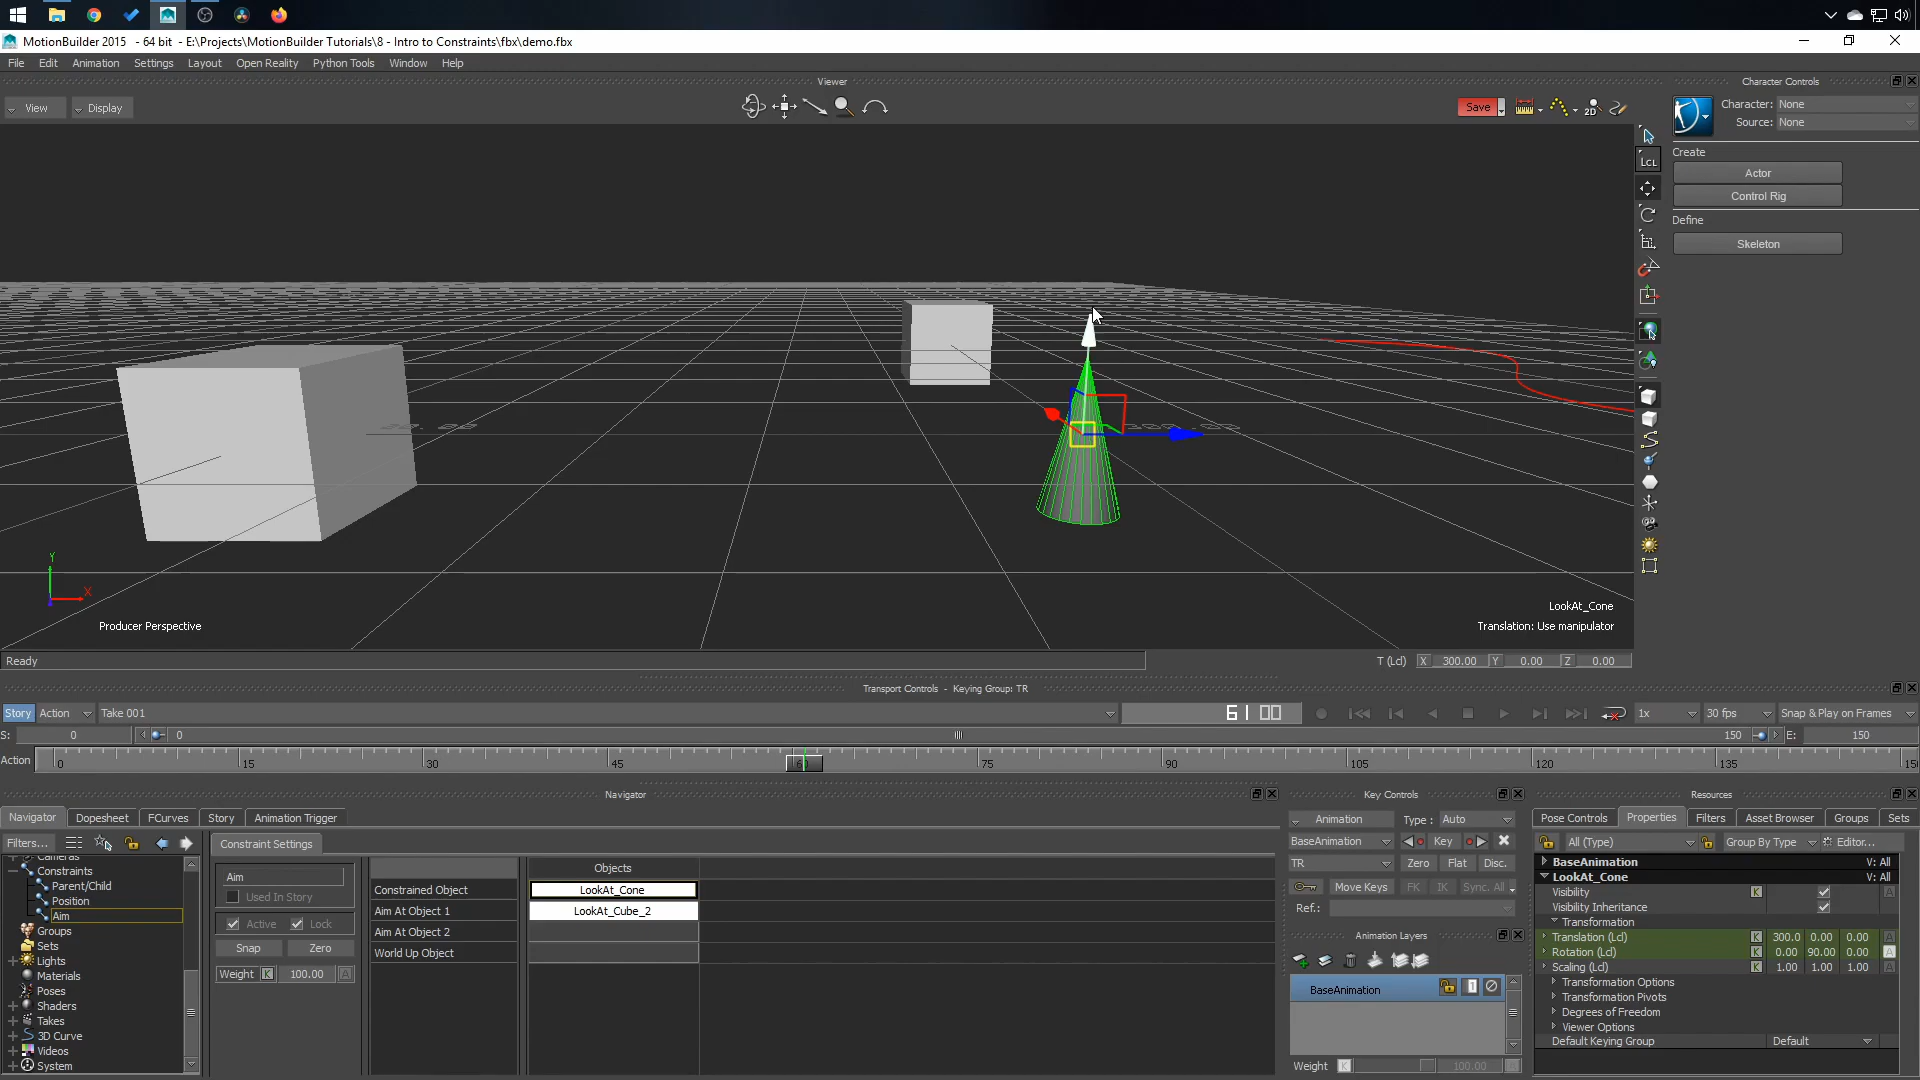 MotionBuilder 2015   - 64 bit  - E:\Projects\MotionBuilder Tutorials\8 - Intro to Constraints\fbx\demo.fbx
File Edit Animation Settings Layout Open Reality Python Tools Window Help
Viewer
Character Controls
View Display
Save
2D
Character: None
Source: None
LCL
Create
Actor
Control Rig
Define
Skeleton
Y
X
Producer Perspective
LookAt_Cone
Translation: Use manipulator
Ready
T (Lcl) X 300.00 Y 0.00 Z 0.00
Transport Controls - Keying Group: TR
Story Action Take 001
61 00
1x 30 fps Snap & Play on Frames
S: 0 0 150 E: 150
Action 0 15 30 45 60 75 90 105 120 135 15
Navigator
Key Controls
Resources
Navigator Dopesheet FCurves Story Animation Trigger
Animation Type : Auto
Pose Controls Properties Filters Asset Browser Groups Sets
Filters...
Constraint Settings
BaseAnimation Key
All (Type) Group By Type Editor...
Cameras
Constraints
Parent/Child
Position
Aim
Groups
Sets
Lights
Materials
Poses
Shaders
Takes
3D Curve
Videos
System
Aim
Used In Story
Active Lock
Snap Zero
Weight K 100.00 A
Objects
Constrained Object LookAt_Cone
Aim At Object 1 LookAt_Cube_2
Aim At Object 2
World Up Object
TR Zero Flat Disc.
Move Keys FK IK Sync. All
Ref.:
Animation Layers
BaseAnimation 1
Weight K 100.00
BaseAnimation V: All
LookAt_Cone V: All
Visibility K A
Visibility Inheritance
Transformation
Translation (Lcl) K 300.0 0.00 0.00 A
Rotation (Lcl) K 0.00 90.00 0.00 A
Scaling (Lcl) K 1.00 1.00 1.00 A
Transformation Options
Transformation Pivots
Degrees of Freedom
Viewer Options
Default Keying Group Default